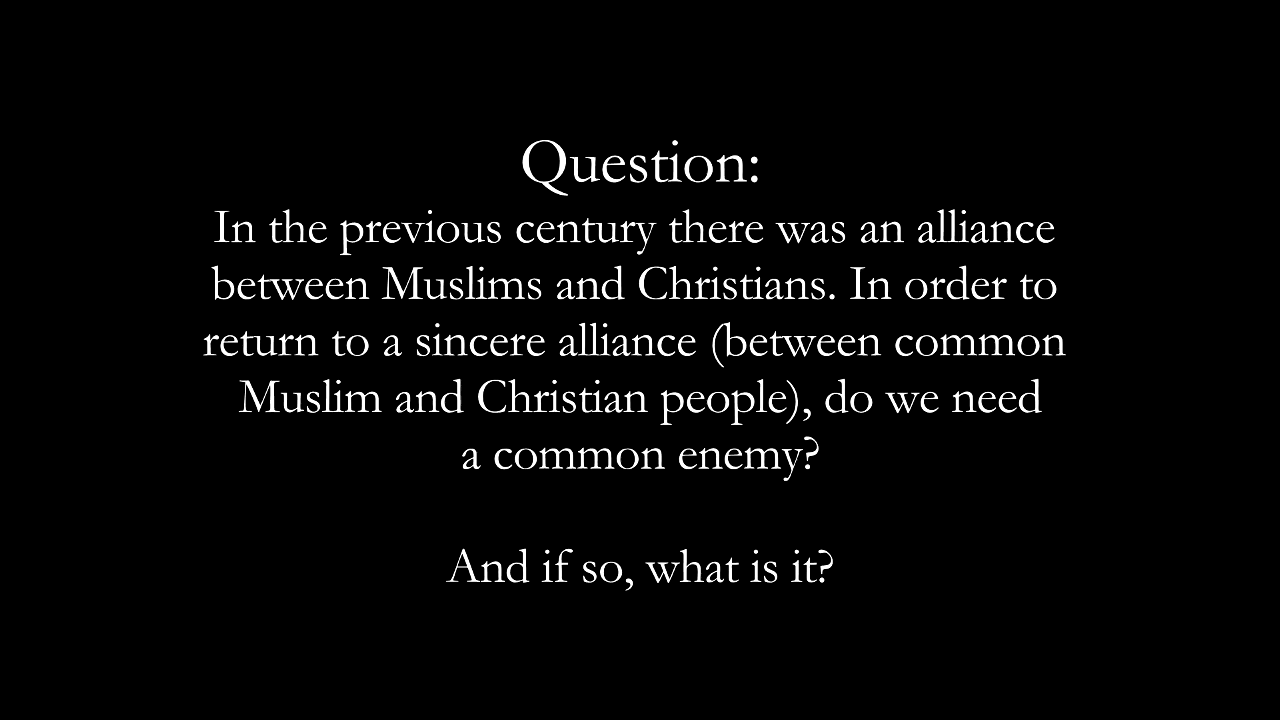 Question:
In the previous century there was an alliance
between Muslims and Christians. In order to
return to a sincere alliance (between common
Muslim and Christian people), do we need
a common enemy?
And if so, what is it?